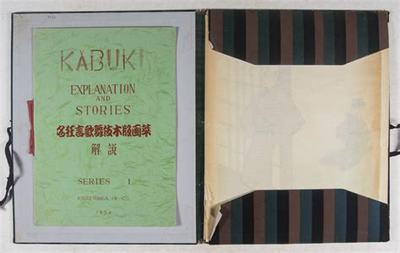 KABUKI
EXPLANATION
AND
STORIES
名狂言歌舞伎木版画集
解説
SERIES 1
1954